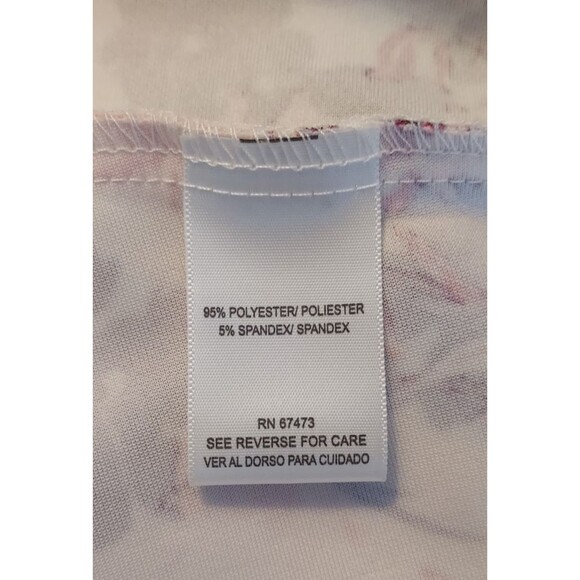 95% POLYESTER/ POLIESTER
5% SPANDEX/ SPANDEX
RN 67473
SEE REVERSE FOR CARE
VER AL DORSO PARA CUIDADO